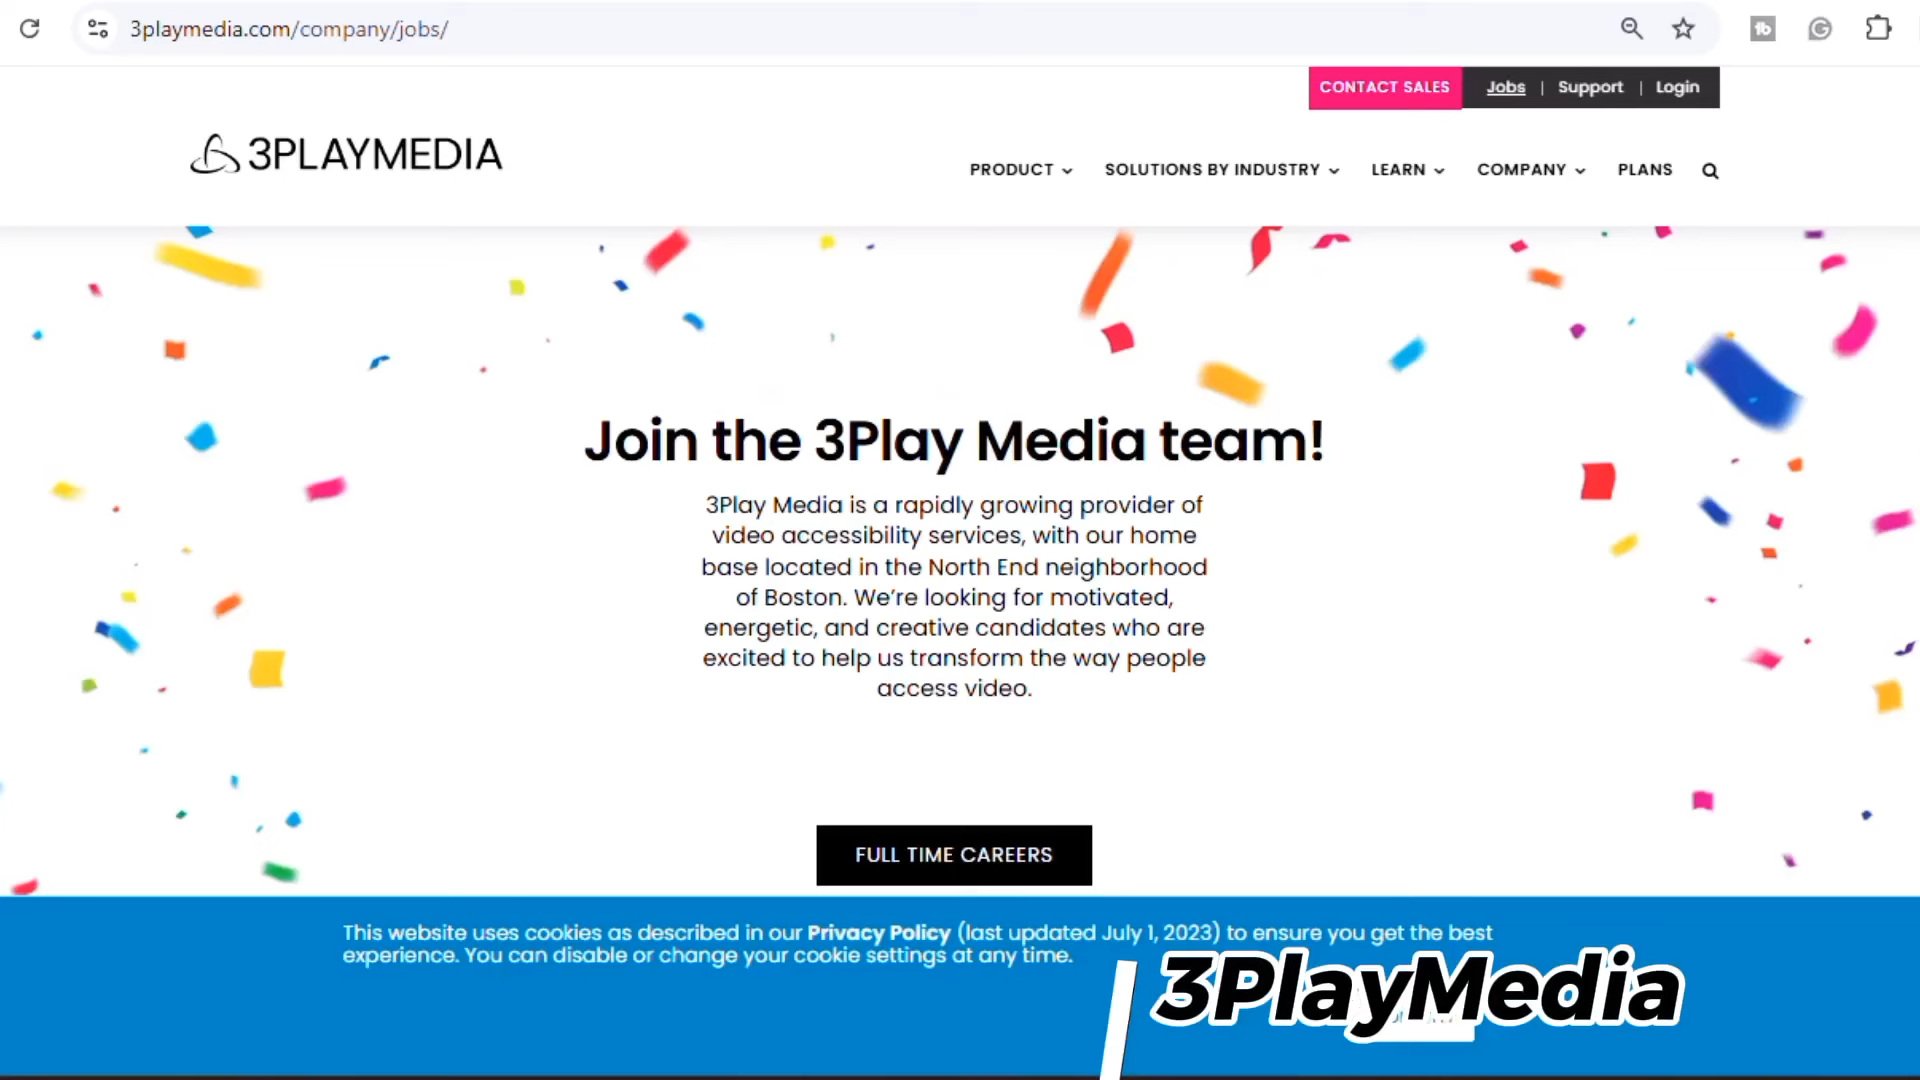 3playmedia.com/company/jobs/
CONTACT SALES Jobs | Support | Login
3PLAYMEDIA
PRODUCT SOLUTIONS BY INDUSTRY LEARN COMPANY PLANS
Join the 3Play Media team!
3Play Media is a rapidly growing provider of
video accessibility services, with our home
base located in the North End neighborhood
of Boston. We’re looking for motivated,
energetic, and creative candidates who are
excited to help us transform the way people
access video.
FULL TIME CAREERS
This website uses cookies as described in our Privacy Policy (last updated July 1, 2023) to ensure you get the best
experience. You can disable or change your cookie settings at any time.
3PlayMedia